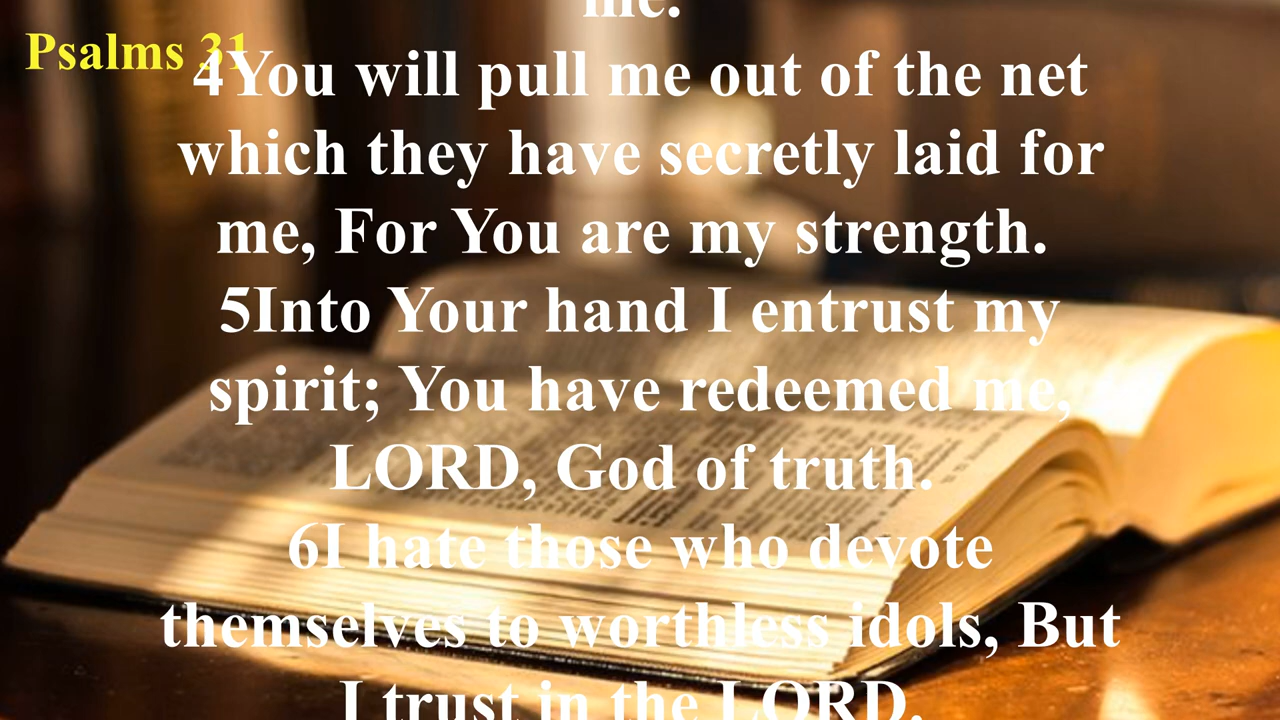 me.
Psalms 31
4You will pull me out of the net
which they have secretly laid for
me, For You are my strength.
5Into Your hand I entrust my
spirit; You have redeemed me,
LORD, God of truth.
6I hate those who devote
themselves to worthless idols, But
I trust in the LORD.